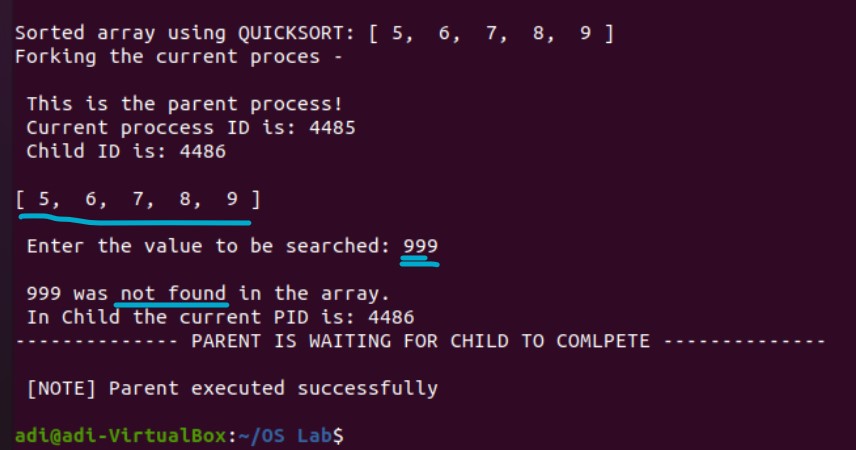 Sorted array using QUICKSORT: [ 5,  6,  7,  8,  9 ]
Forking the current proces -
This is the parent process!
Current proccess ID is: 4485
Child ID is: 4486
[ 5,  6,  7,  8,  9 ]
Enter the value to be searched: 999
999 was not found in the array.
In Child the current PID is: 4486
-------------- PARENT IS WAITING FOR CHILD TO COMLPETE --------------
[NOTE] Parent executed successfully
adi@adi-VirtualBox:~/OS Lab$